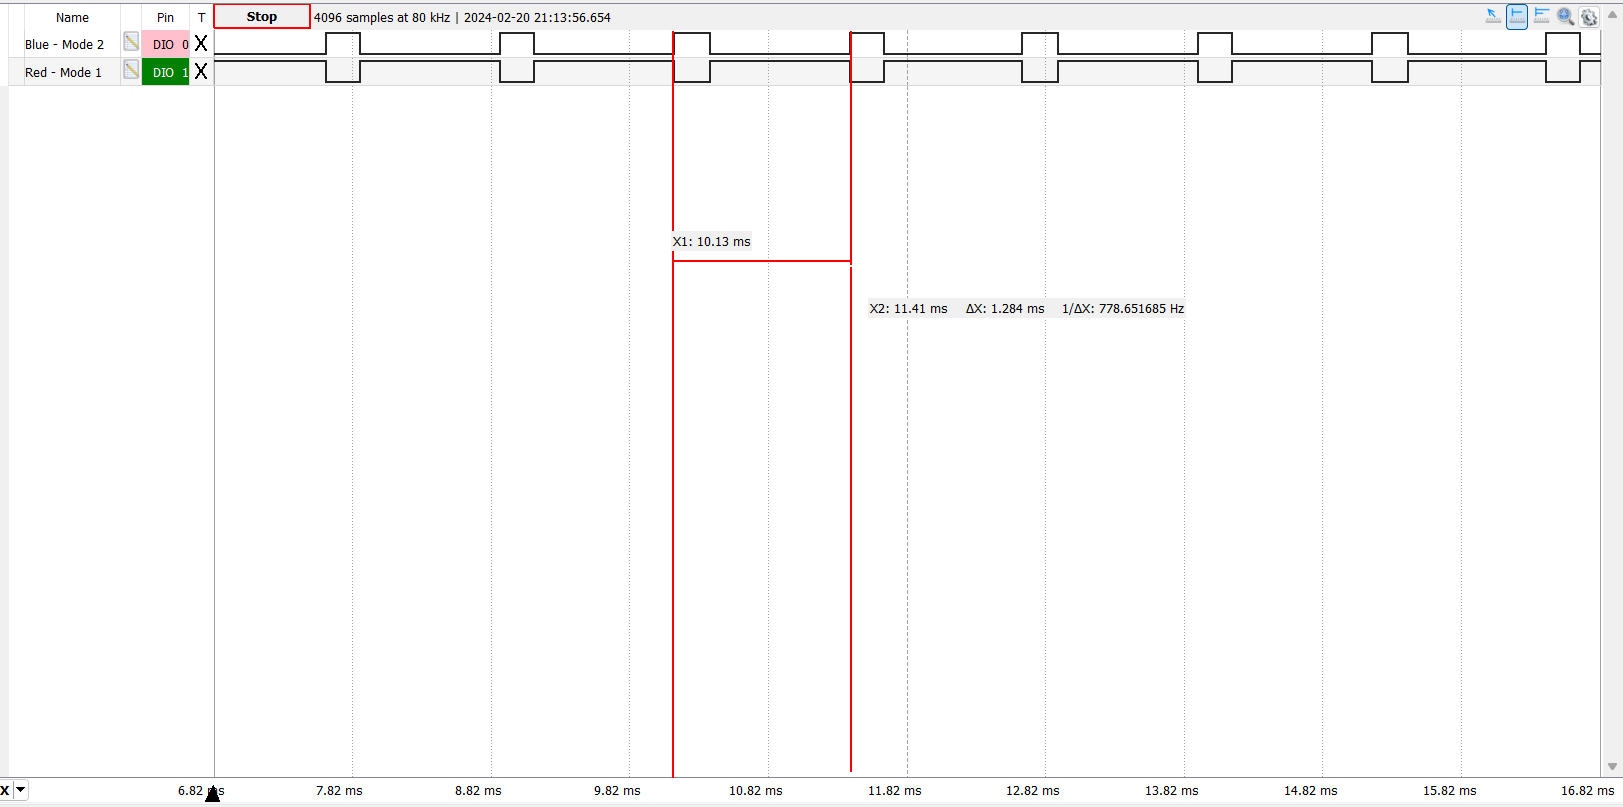 Name Pin T Stop 4096 samples at 80 kHz | 2024-02-20 21:13:56.654
Blue - Mode 2 DIO 0 X
Red - Mode 1 DIO 1 X
X1: 10.13 ms
X2: 11.41 ms ΔX: 1.284 ms 1/ΔX: 778.651685 Hz
X 6.82 ms 7.82 ms 8.82 ms 9.82 ms 10.82 ms 11.82 ms 12.82 ms 13.82 ms 14.82 ms 15.82 ms 16.82 ms